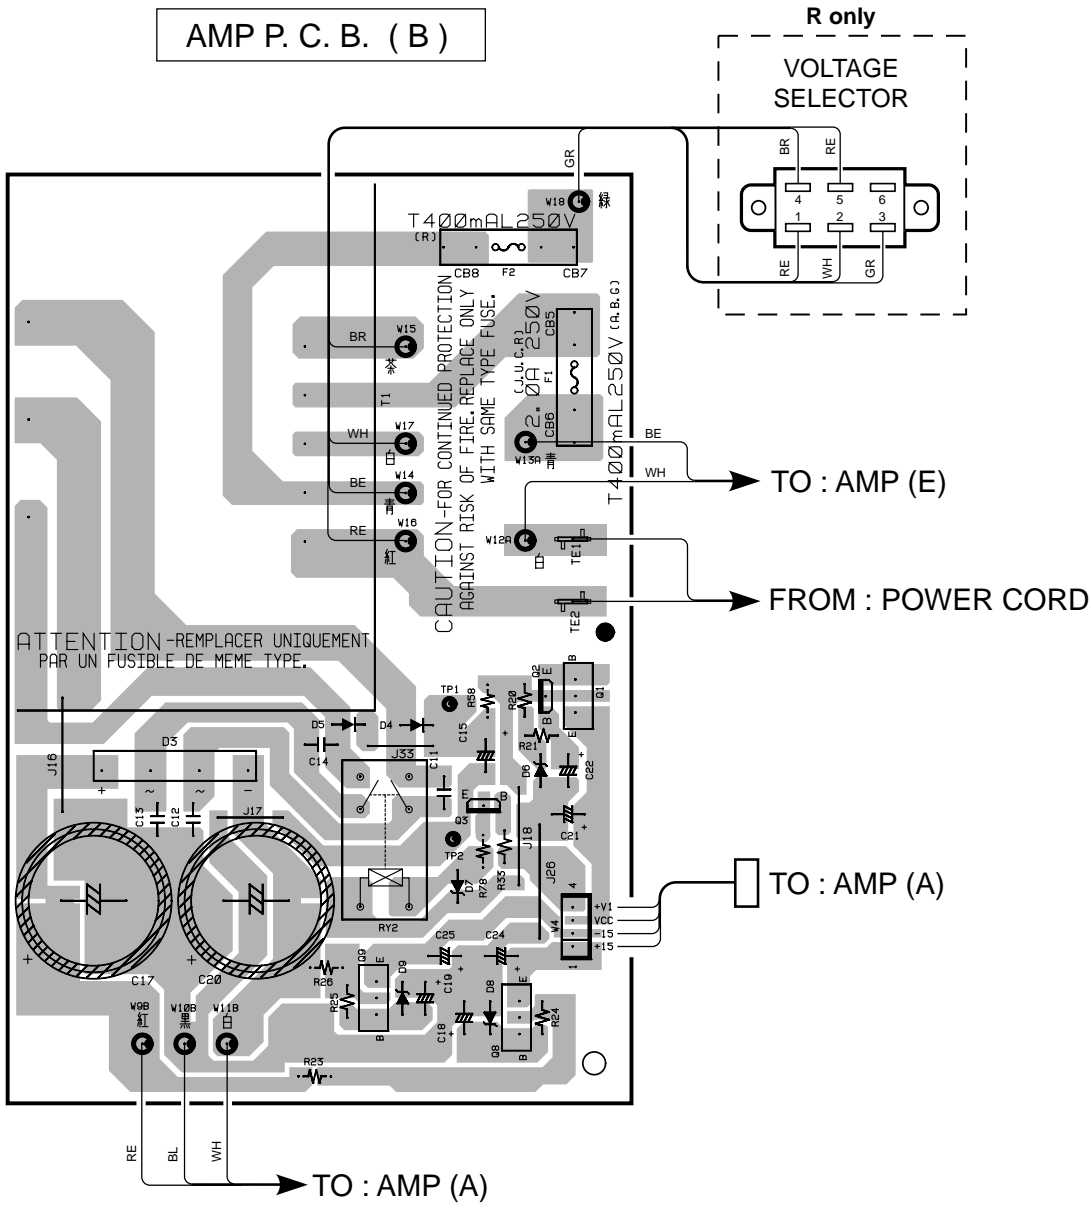 AMP P. C. B. ( B )
R only
VOLTAGE
SELECTOR
BR
RE
4
5
6
1
2
3
RE
WH
GR
GR
W18
緑
T400mAL250V
(R)
CB8
F2
CB7
CAUTION-FOR CONTINUED PROTECTION
AGAINST RISK OF FIRE.REPLACE ONLY
WITH SAME TYPE FUSE.
(J.U.C.R)
2.0A 250V
CB5
F1
CB6
T400mAL250V (A.B.G)
BR
W15
茶
T1
WH
W17
白
BE
W14
青
RE
W16
紅
W13A
青
BE
WH
TO : AMP (E)
W12A
白
TE1
TE2
FROM : POWER CORD
ATTENTION-REMPLACER UNIQUEMENT
PAR UN FUSIBLE DE MEME TYPE.
J16
D3
+
~
~
-
C13
C12
J17
D5
D4
C14
J33
C11
TP1
R58
R20
Q2
E
B
B
Q1
E
C15
+
R21
D6
+
C22
E
B
Q3
C21
+
J18
J26
TP2
R78
R33
D7
RY2
4
W4
1
+V1
VCC
-15
+15
TO : AMP (A)
+
C17
+
C20
R26
R25
Q9
E
B
D9
C25
+
C19
+
C24
+
D8
E
Q8
B
R24
C18
+
W9B
紅
W10B
黒
W11B
白
R23
RE
BL
WH
TO : AMP (A)